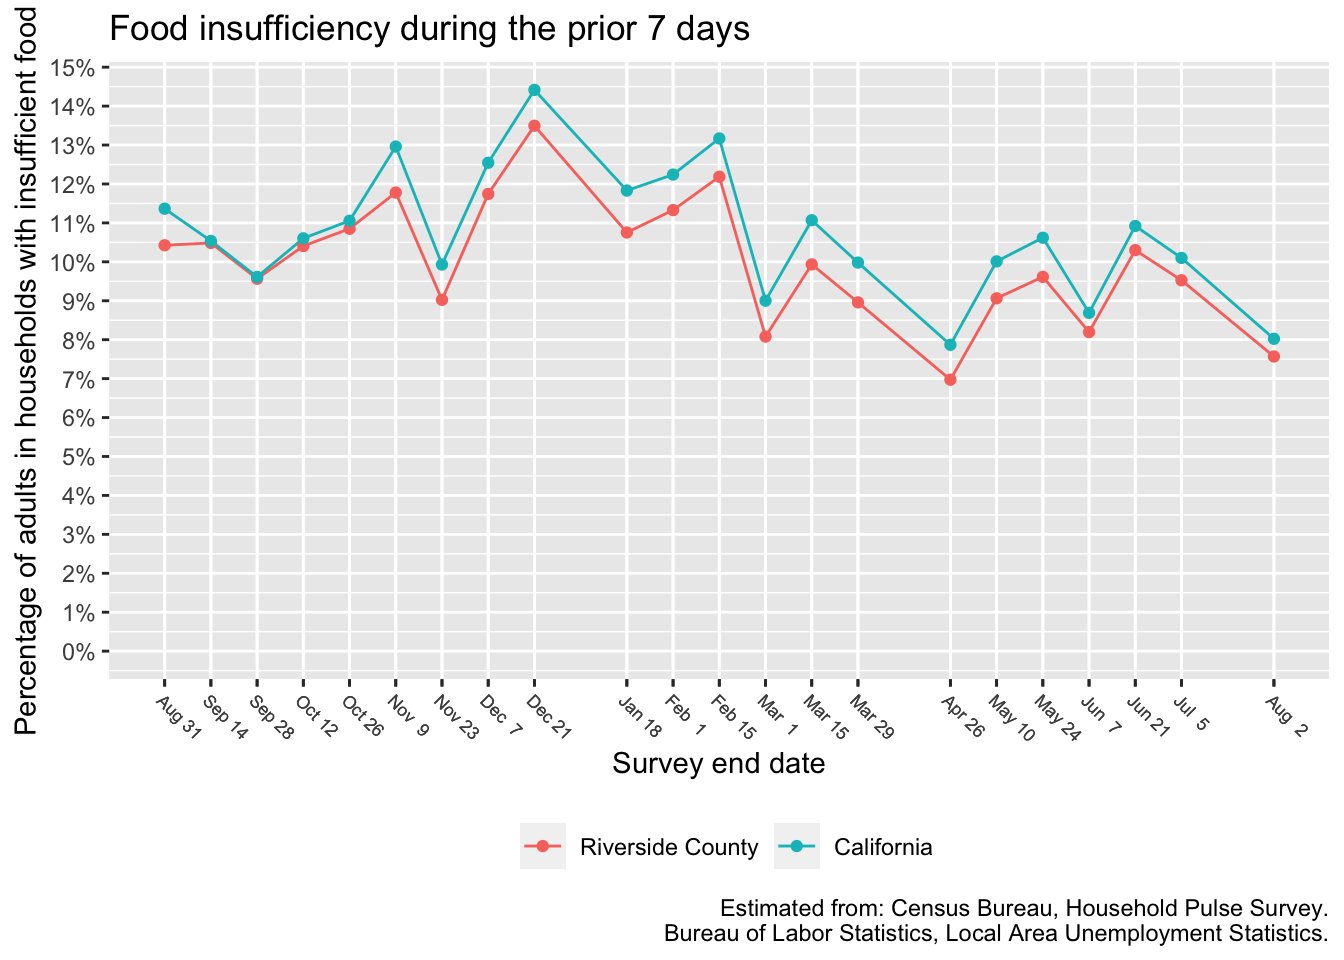 Food insufficiency during the prior 7 days
Percentage of adults in households with insufficient food
15%
14%
13%
12%
11%
10%
9%
8%
7%
6%
5%
4%
3%
2%
1%
0%
Aug 31
Sep 14
Sep 28
Oct 12
Oct 26
Nov 9
Nov 23
Dec 7
Dec 21
Jan 18
Feb 1
Feb 15
Mar 1
Mar 15
Mar 29
Apr 26
May 10
May 24
Jun 7
Jun 21
Jul 5
Aug 2
Survey end date
Riverside County
California
Estimated from: Census Bureau, Household Pulse Survey.
Bureau of Labor Statistics, Local Area Unemployment Statistics.